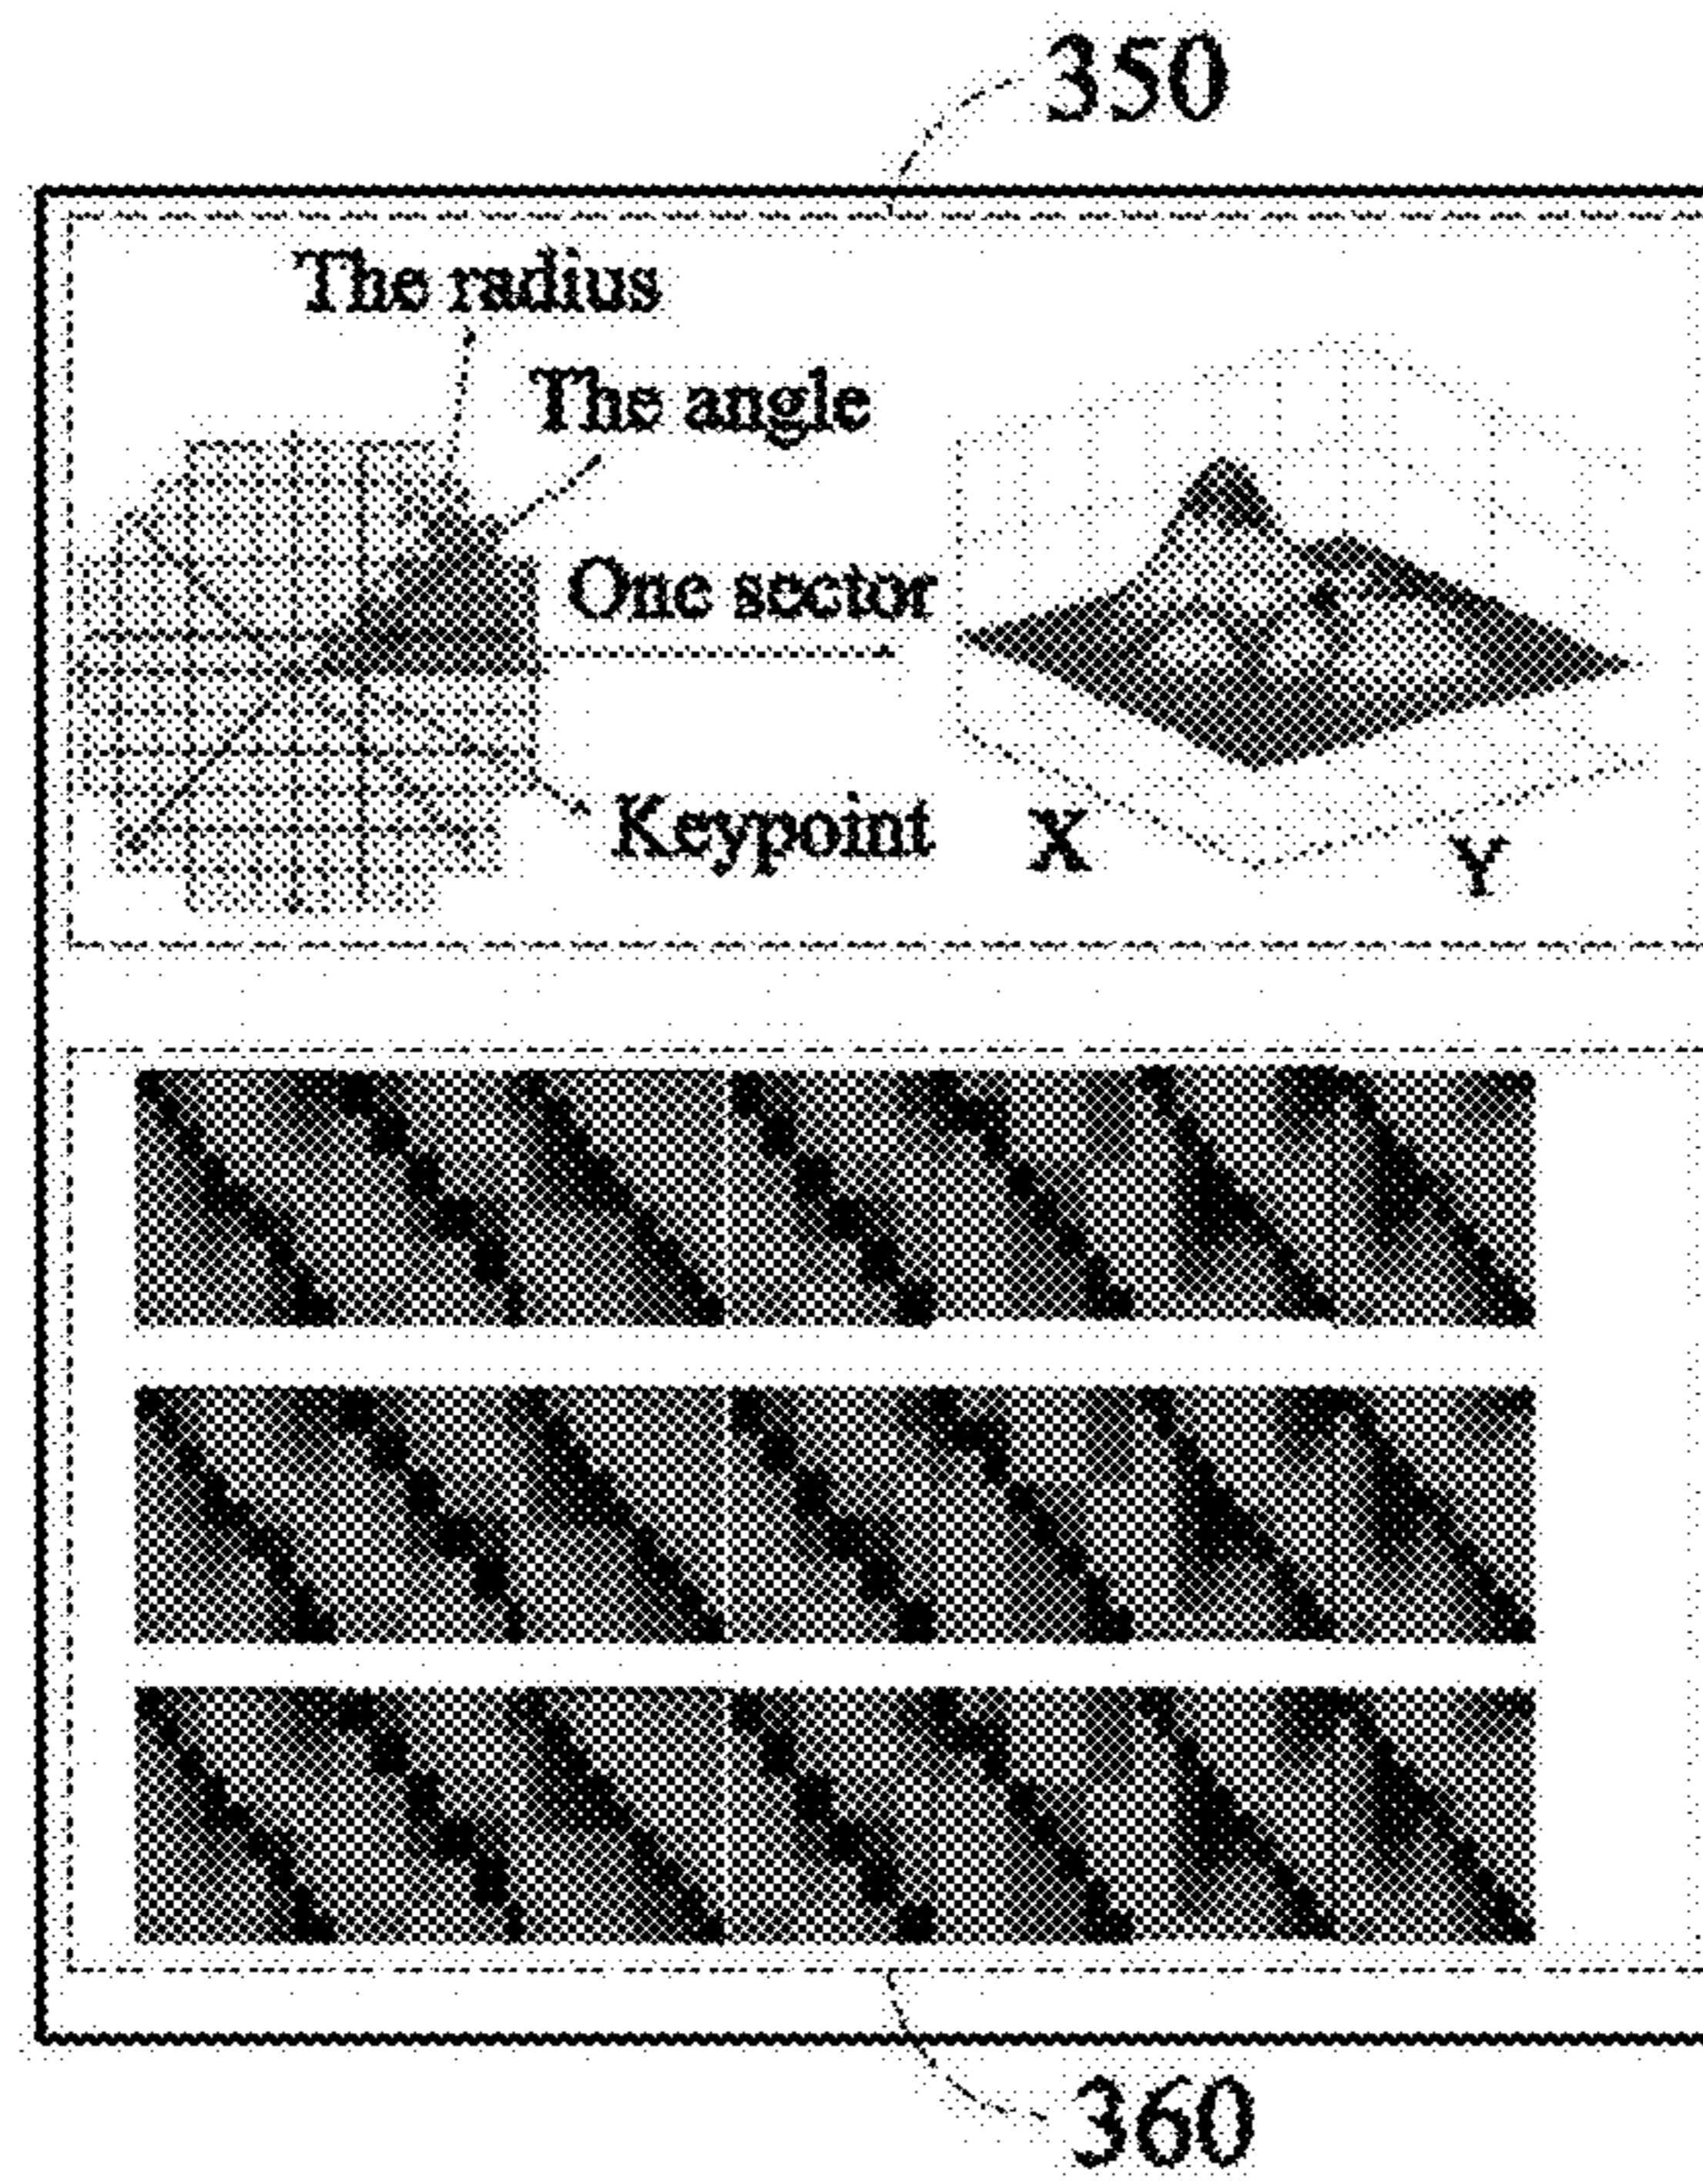 350
The radius
The angle
One sector
Keypoint
X
Y
360